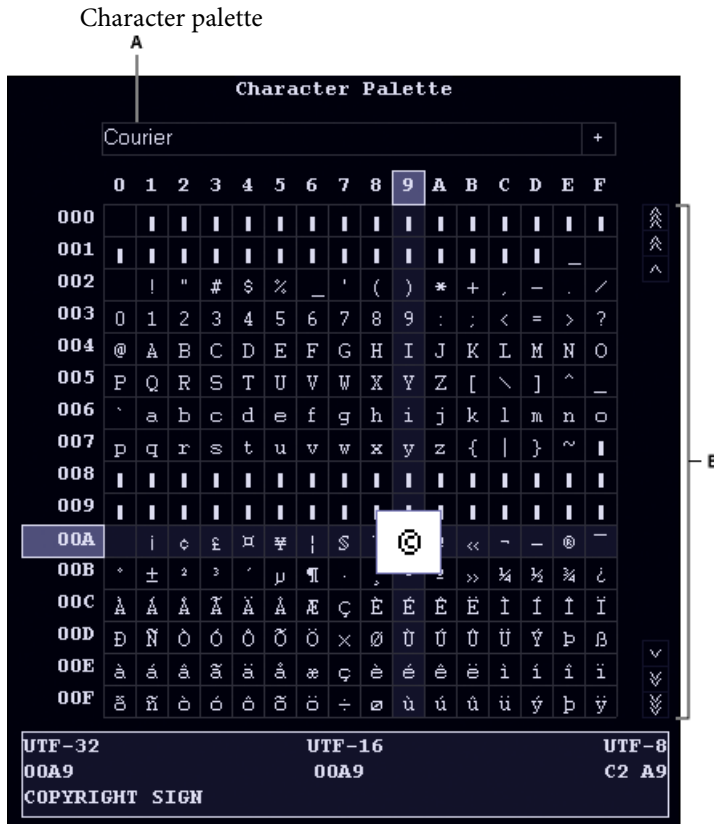 Character palette
A
Character Palette
Courier +
0 1 2 3 4 5 6 7 8 9 A B C D E F
000
001 _
002 ! " # $ % _ ' ( ) * + , – . /
003 0 1 2 3 4 5 6 7 8 9 : ; < = > ?
004 @ A B C D E F G H I J K L M N O
005 P Q R S T U V W X Y Z [ \ ] ^ _
006 ` a b c d e f g h i j k l m n o
007 p q r s t u v w x y z { | } ~
008
009
00A ¡ ¢ £ ¤ ¥ ¦ § © « ¬ – ® ¯
00B ° ± ² ³ ´ µ ¶ · º » ¼ ½ ¾ ¿
00C À Á Â Ã Ä Å Æ Ç È É Ê Ë Ì Í Î Ï
00D Ð Ñ Ò Ó Ô Õ Ö × Ø Ù Ú Û Ü Ý Þ ß
00E à á â ã ä å æ ç è é ê ë ì í î ï
00F ð ñ ò ó ô õ ö ÷ ø ù ú û ü ý þ ÿ
UTF-32 UTF-16 UTF-8
00A9 00A9 C2 A9
COPYRIGHT SIGN